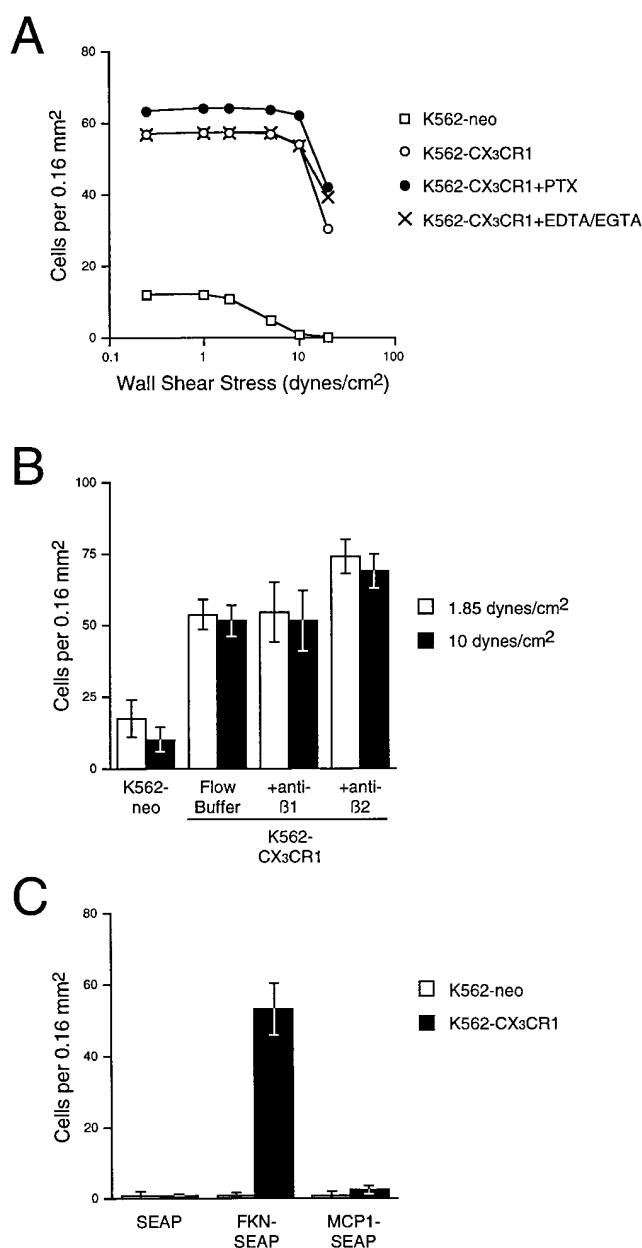 A
80
60
40
20
0
Cells per 0.16 mm2
0.1
1
10
100
Wall Shear Stress (dynes/cm2)
K562-neo
K562-CX3CR1
K562-CX3CR1+PTX
K562-CX3CR1+EDTA/EGTA
B
100
75
50
25
0
Cells per 0.16 mm2
K562-
neo
Flow
Buffer
+anti-
ß1
+anti-
ß2
K562-
CX3CR1
1.85 dynes/cm2
10 dynes/cm2
C
80
60
40
20
0
Cells per 0.16 mm2
SEAP
FKN-
SEAP
MCP1-
SEAP
K562-neo
K562-CX3CR1